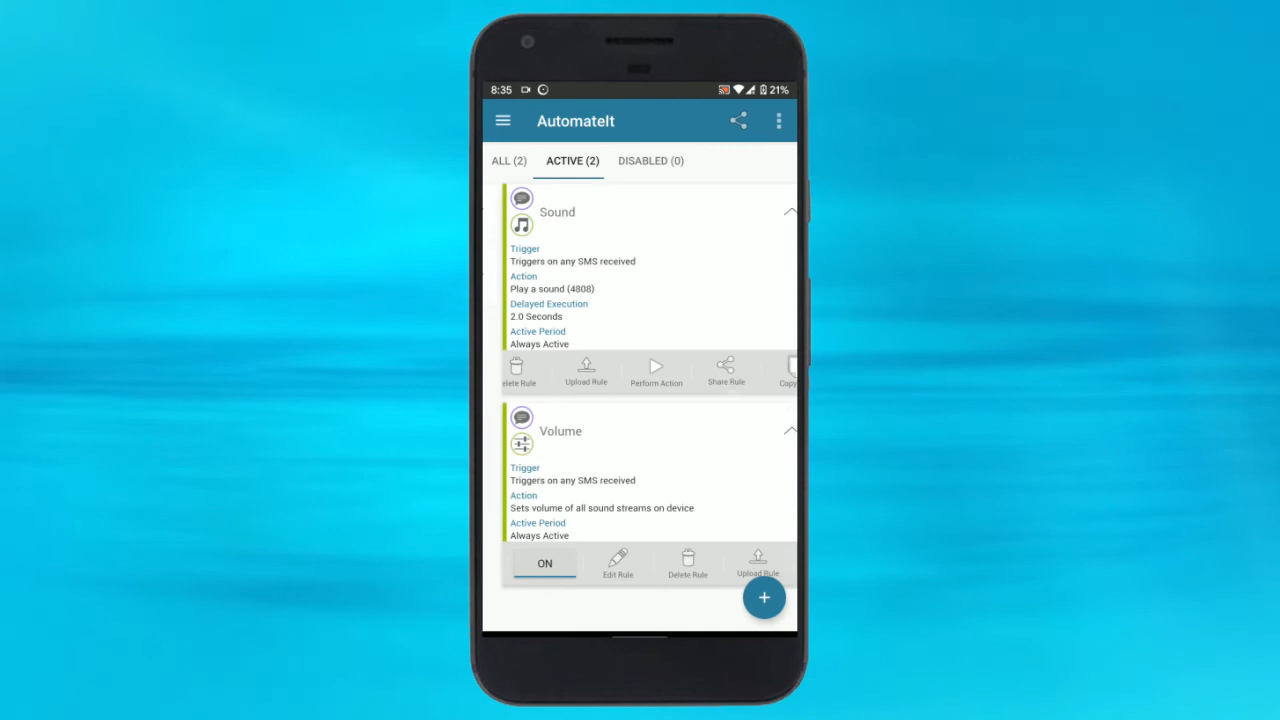 8:35 21%
AutomateIt
ALL (2) ACTIVE (2) DISABLED (0)
Sound
Trigger
Triggers on any SMS received
Action
Play a sound (4808)
Delayed Execution
2.0 Seconds
Active Period
Always Active
elete Rule Upload Rule Perform Action Share Rule Copy
Volume
Trigger
Triggers on any SMS received
Action
Sets volume of all sound streams on device
Active Period
Always Active
ON Edit Rule Delete Rule Upload Rule